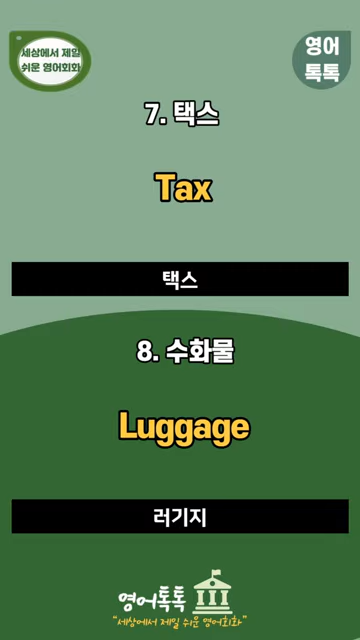 세상에서 제일
쉬운 영어회화
영어
톡톡
7. 택스
Tax
택스
8. 수화물
Luggage
러기지
영어톡톡
"세상에서 제일 쉬운 영어회화"